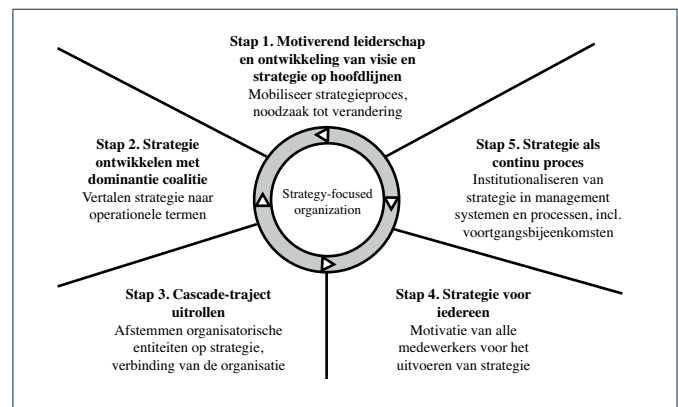 Stap 1. Motiverend leiderschap
en ontwikkeling van visie en
strategie op hoofdlijnen
Mobiliseer strategieproces,
noodzaak tot verandering
Stap 2. Strategie
ontwikkelen met
dominantie coalitie
Vertalen strategie naar
operationele termen
Strategy-focused
organization
Stap 5. Strategie als
continu proces
Institutionaliseren van
strategie in management
systemen en processen, incl.
voortgangsbijeenkomsten
Stap 3. Cascade-traject
uitrollen
Afstemmen organisatorische
entiteiten op strategie,
verbinding van de organisatie
Stap 4. Strategie voor
iedereen
Motivatie van alle
medewerkers voor het
uitvoeren van strategie